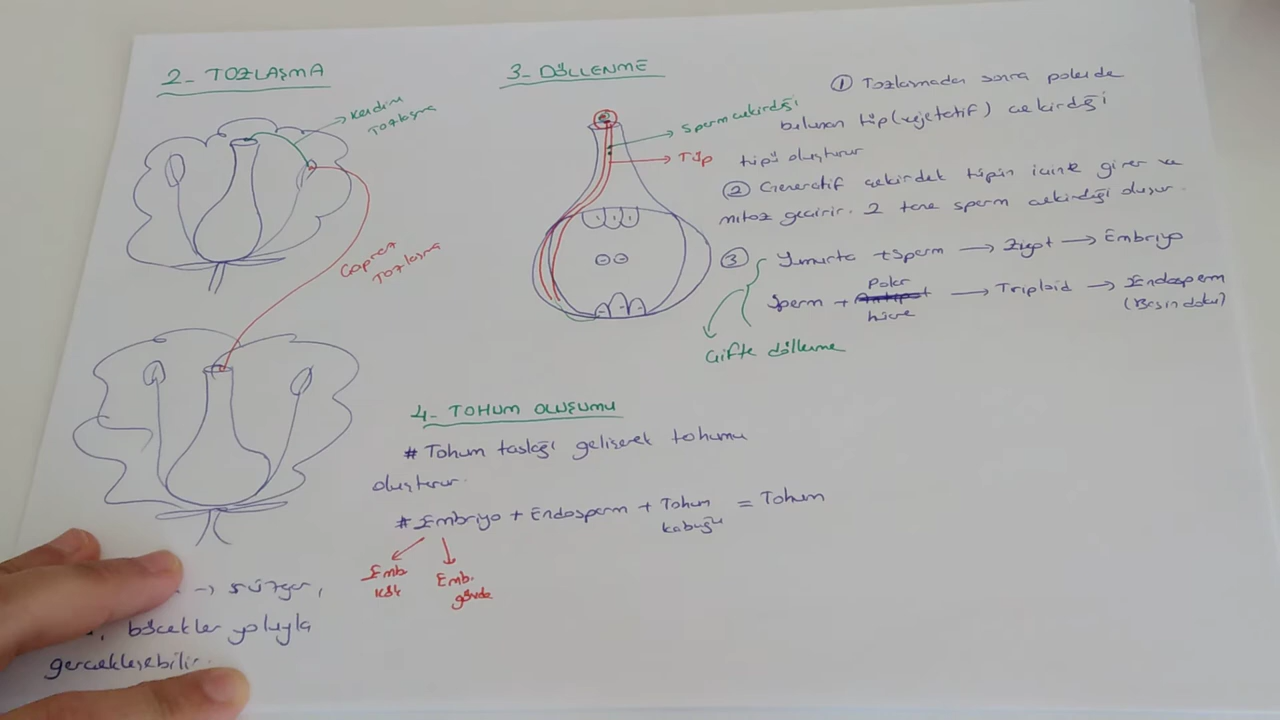 2- TOZLAŞMA
Kendine
Tozlaşma
Çapraz
Tozlaşma
→ rüzgar,
böcekler yoluyla
gerçekleşebilir.
3- DÖLLENME
Sperm çekirdeği
Tüp
① Tozlaşmadan sonra polende
bulunan tüp (vejetatif) çekirdeği
tüpü oluşturur
② Generatif çekirdek tüpün içine girer ve
mitoz geçirir. 2 tane sperm çekirdeği oluşur.
③ Yumurta + Sperm → Zigot → Embriyo
Sperm + Polar hücre → Triploid → Endosperm
(Besin doku)
Çifte döllenme
4- TOHUM OLUŞUMU
# Tohum taslağı gelişerek tohumu
oluşturur.
# Embriyo + Endosperm + Tohum kabuğu = Tohum
Emb. kök
Emb. gövde